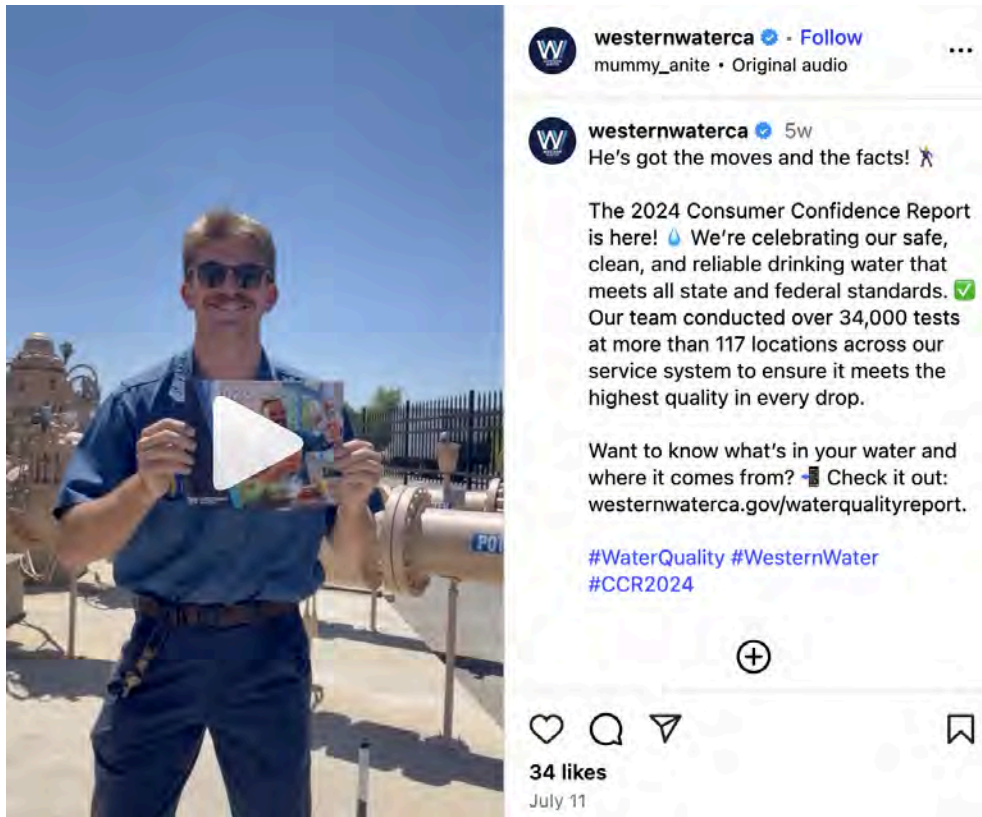 westernwaterca • Follow
mummy_anite • Original audio
westernwaterca 5w
He's got the moves and the facts! 🕺
The 2024 Consumer Confidence Report
is here! 💧 We're celebrating our safe,
clean, and reliable drinking water that
meets all state and federal standards. ✅
Our team conducted over 34,000 tests
at more than 117 locations across our
service system to ensure it meets the
highest quality in every drop.
Want to know what's in your water and
where it comes from? 📲 Check it out:
westernwaterca.gov/waterqualityreport.
#WaterQuality #WesternWater
#CCR2024
34 likes
July 11